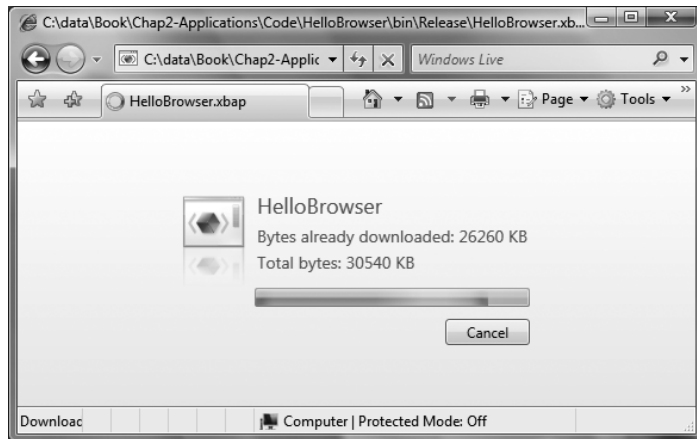 C:\data\Book\Chap2-Applications\Code\HelloBrowser\bin\Release\HelloBrowser.xb...
C:\data\Book\Chap2-Applic
Windows Live
HelloBrowser.xbap
Page
Tools
HelloBrowser
Bytes already downloaded: 26260 KB
Total bytes: 30540 KB
Cancel
Downloac
Computer | Protected Mode: Off